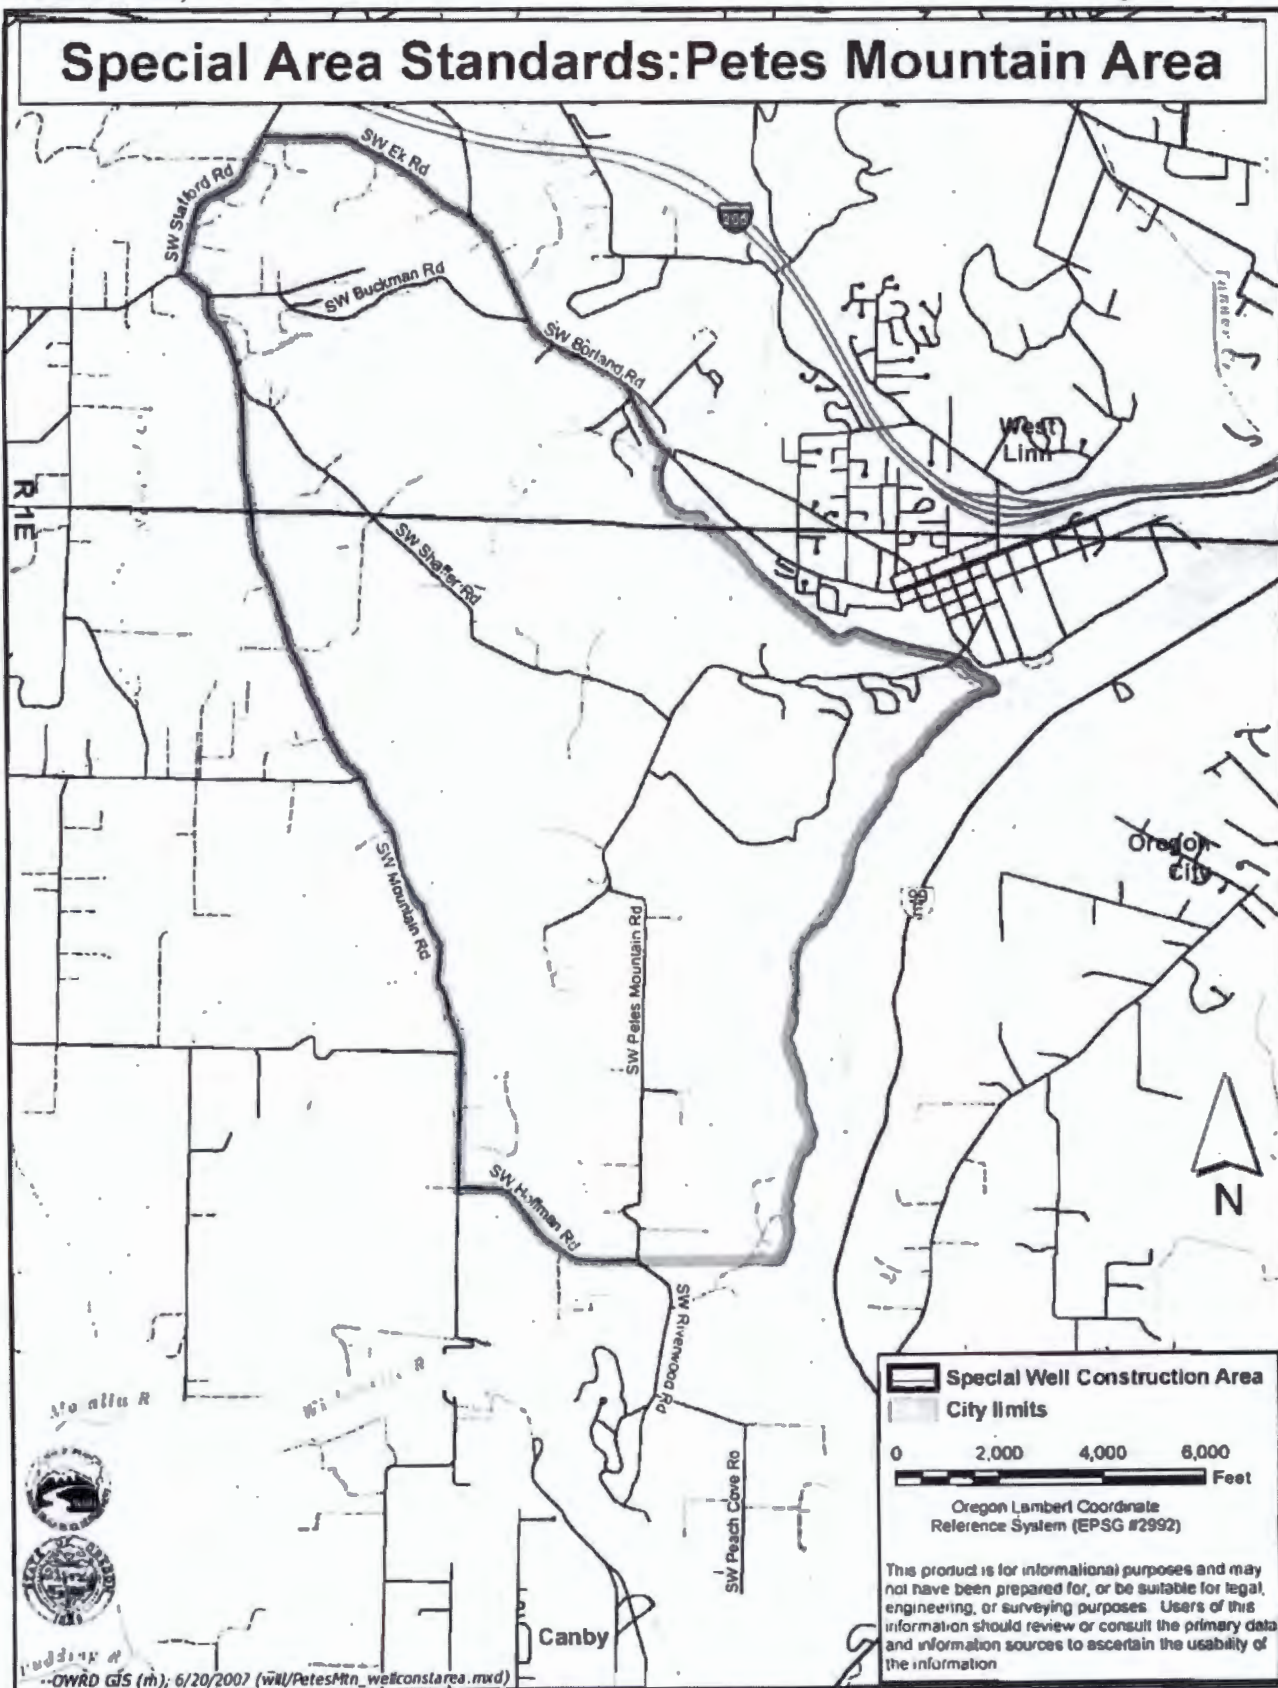 Special Area Standards:Petes Mountain Area
SW Ek Rd
SW Stafford Rd
205
SW Buckman Rd
SW Borland Rd
Tanner
West
Linn
R1E
SW Shaffer Rd
Oregon
City
SW Mountain Rd
99E
SW Petes Mountain Rd
N
SW Hoffman Rd
SW Riverwood Rd
Special Well Construction Area
City limits
0 2,000 4,000 6,000
Feet
Oregon Lambert Coordinate
Reference System (EPSG #2992)
Molalla R
SW Peach Cove Rd
This product is for informational purposes and may
not have been prepared for, or be suitable for legal,
engineering, or surveying purposes. Users of this
information should review or consult the primary data
and information sources to ascertain the usability of
the information
Canby
Pudding R
--OWRD GIS (rh); 6/20/2007 (will/PetesMtn_wellconstarea.mxd)